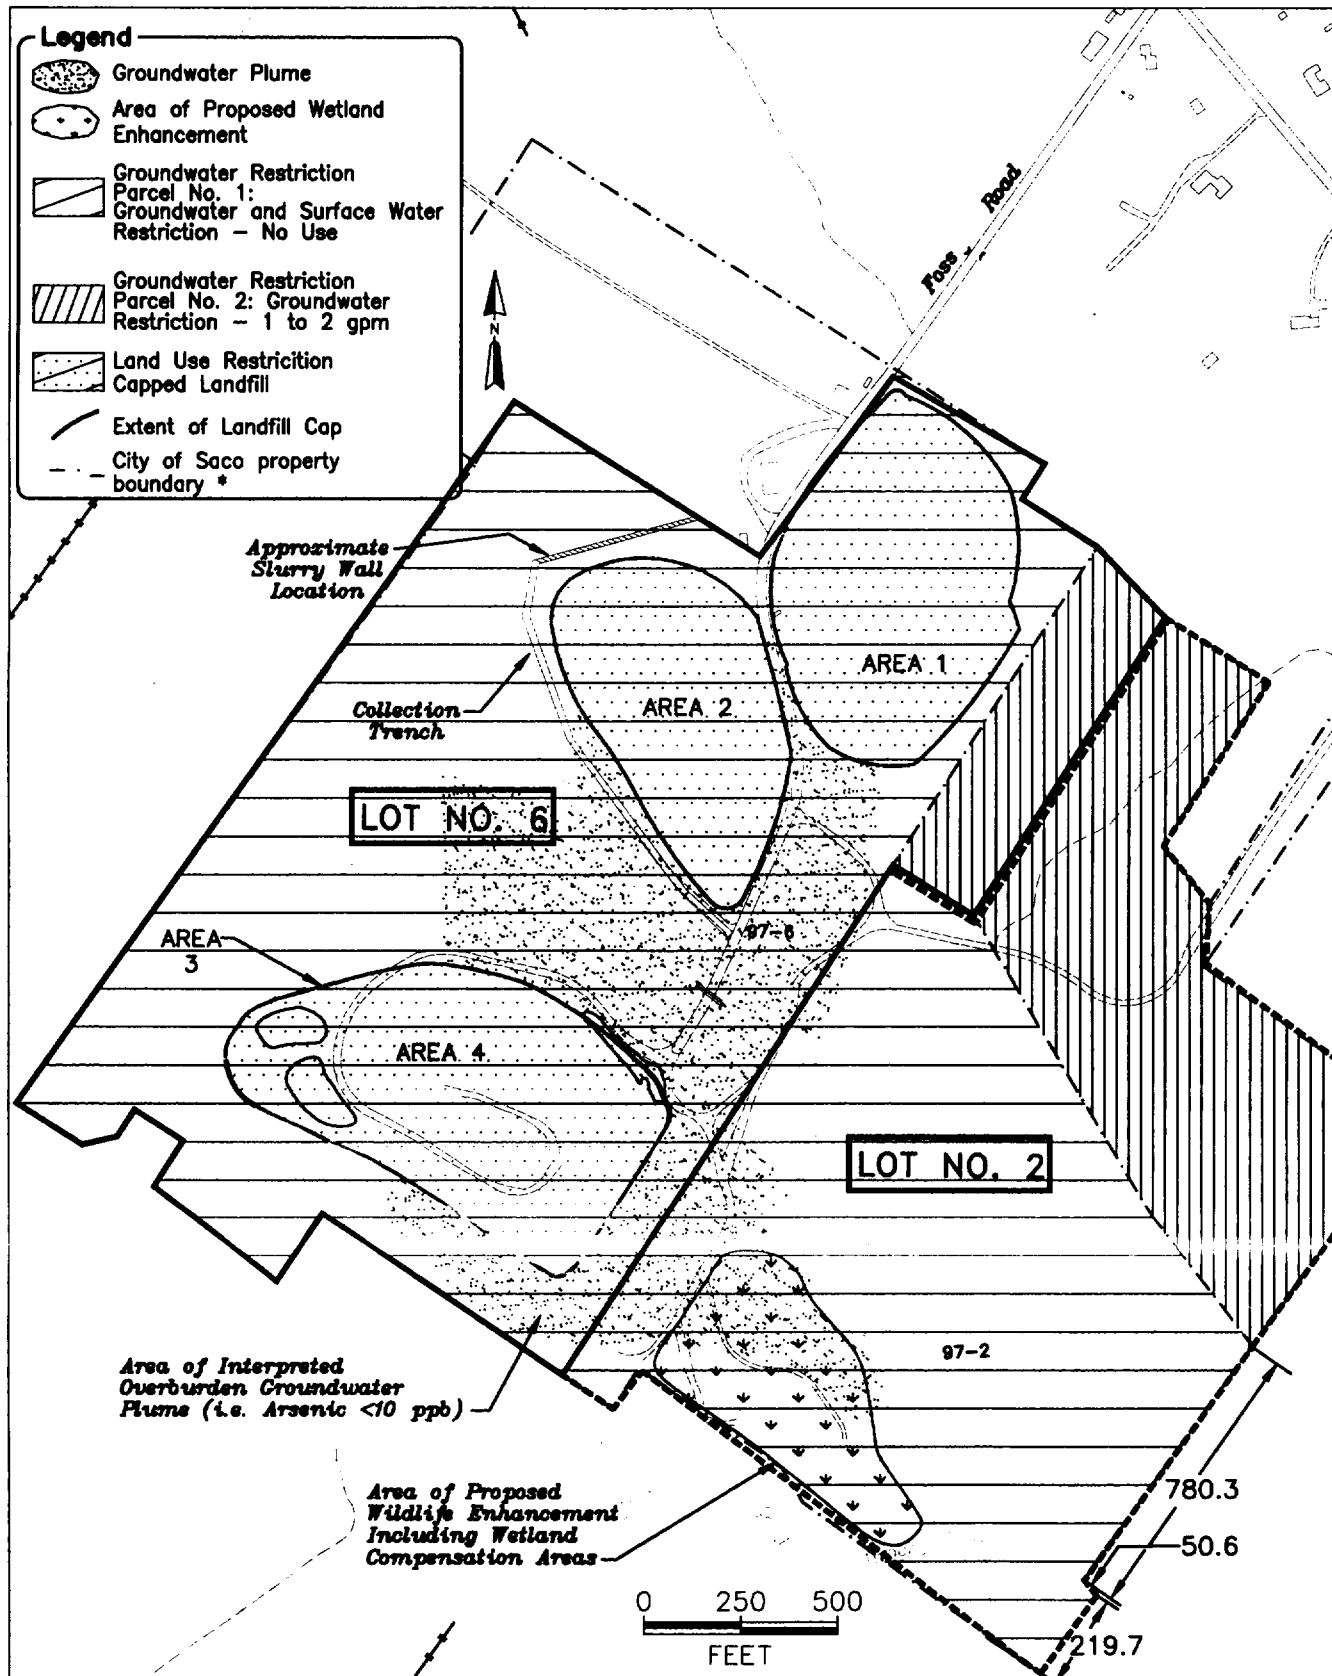 Legend
Groundwater Plume
Area of Proposed Wetland
Enhancement
Groundwater Restriction
Parcel No. 1:
Groundwater and Surface Water
Restriction – No Use
Groundwater Restriction
Parcel No. 2: Groundwater
Restriction – 1 to 2 gpm
Land Use Restricition
Capped Landfill
Extent of Landfill Cap
City of Saco property
boundary *
N
Foss Road
Approximate
Slurry Wall
Location
AREA 1
AREA 2
Collection
Trench
LOT NO. 6
97-6
AREA
3
AREA 4
LOT NO. 2
97-2
Area of Interpreted
Overburden Groundwater
Plume (i.e. Arsenic <10 ppb)
Area of Proposed
Wildlife Enhancement
Including Wetland
Compensation Areas
780.3
50.6
219.7
0 250 500
FEET